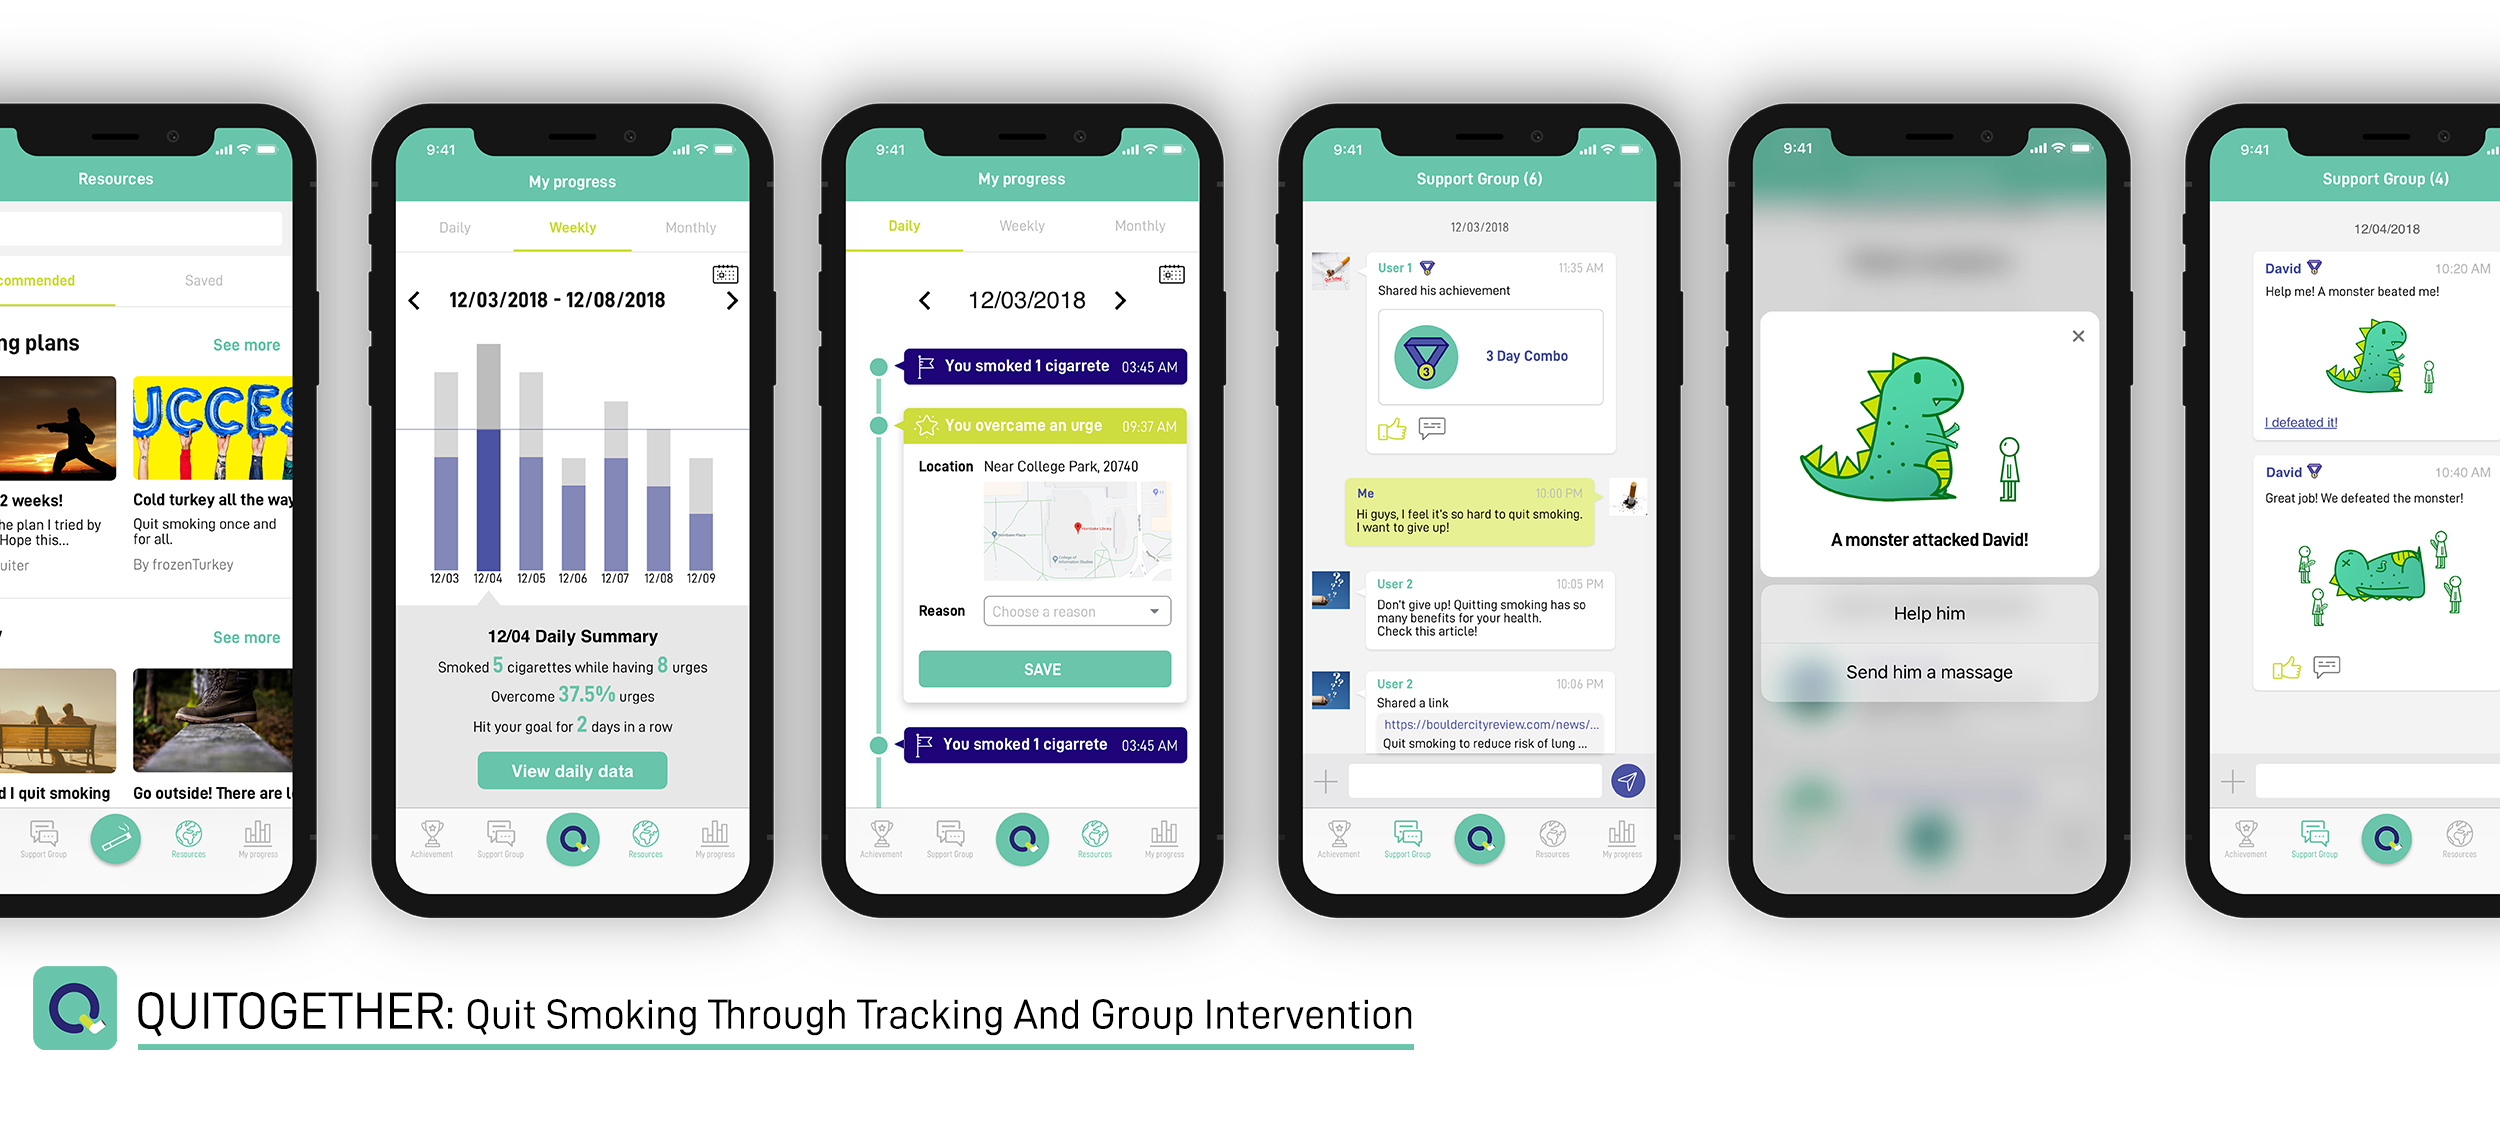 Resources
commended
Saved
ng plans
See more
UCCES
2 weeks!
he plan I tried by
Hope this...
uiter
Cold turkey all the way
Quit smoking once and
for all.
By frozenTurkey
y
See more
d I quit smoking
Go outside! There are l
Support Group
Resources
My progress
9:41
My progress
Daily
Weekly
Monthly
12/03/2018 - 12/08/2018
12/03
12/04
12/05
12/06
12/07
12/08
12/09
12/04 Daily Summary
Smoked 5 cigarettes while having 8 urges
Overcome 37.5% urges
Hit your goal for 2 days in a row
View daily data
Achievement
Support Group
Q
Resources
My progress
9:41
My progress
Daily
Weekly
Monthly
12/03/2018
You smoked 1 cigarrete 03:45 AM
You overcame an urge 09:37 AM
Location Near College Park, 20740
Hornbake Plaza
Hornbake Library
College of
Information Studies
Reason
Choose a reason
SAVE
You smoked 1 cigarrete 03:45 AM
Achievement
Support Group
Q
Resources
My progress
9:41
Support Group (6)
12/03/2018
User 1
11:35 AM
Shared his achievement
3
3 Day Combo
Me
10:00 PM
Hi guys, I feel it's so hard to quit smoking.
I want to give up!
User 2
10:05 PM
Don't give up! Quitting smoking has so
many benefits for your health.
Check this article!
User 2
10:06 PM
Shared a link
https://bouldercityreview.com/news/...
Quit smoking to reduce risk of lung ...
Achievement
Support Group
Q
Resources
My progress
9:41
A monster attacked David!
Help him
Send him a massage
9:41
Support Group (4)
12/04/2018
David
10:20 AM
Help me! A monster beated me!
I defeated it!
David
10:40 AM
Great job! We defeated the monster!
Achievement
Support Group
Q
Resources
Q
QUITOGETHER: Quit Smoking Through Tracking And Group Intervention